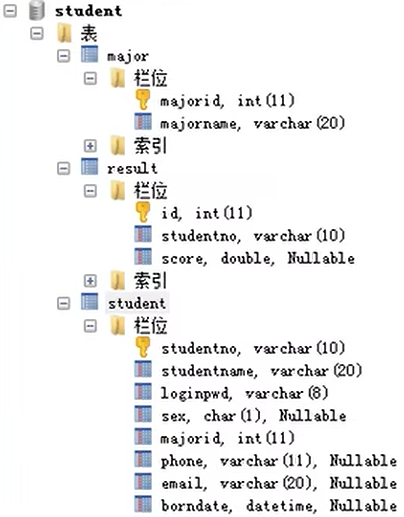 student
表
major
栏位
majorid, int(11)
majorname, varchar(20)
索引
result
栏位
id, int(11)
studentno, varchar(10)
score, double, Nullable
索引
student
栏位
studentno, varchar(10)
studentname, varchar(20)
loginpwd, varchar(8)
sex, char(1), Nullable
majorid, int(11)
phone, varchar(11), Nullable
email, varchar(20), Nullable
borndate, datetime, Nullable